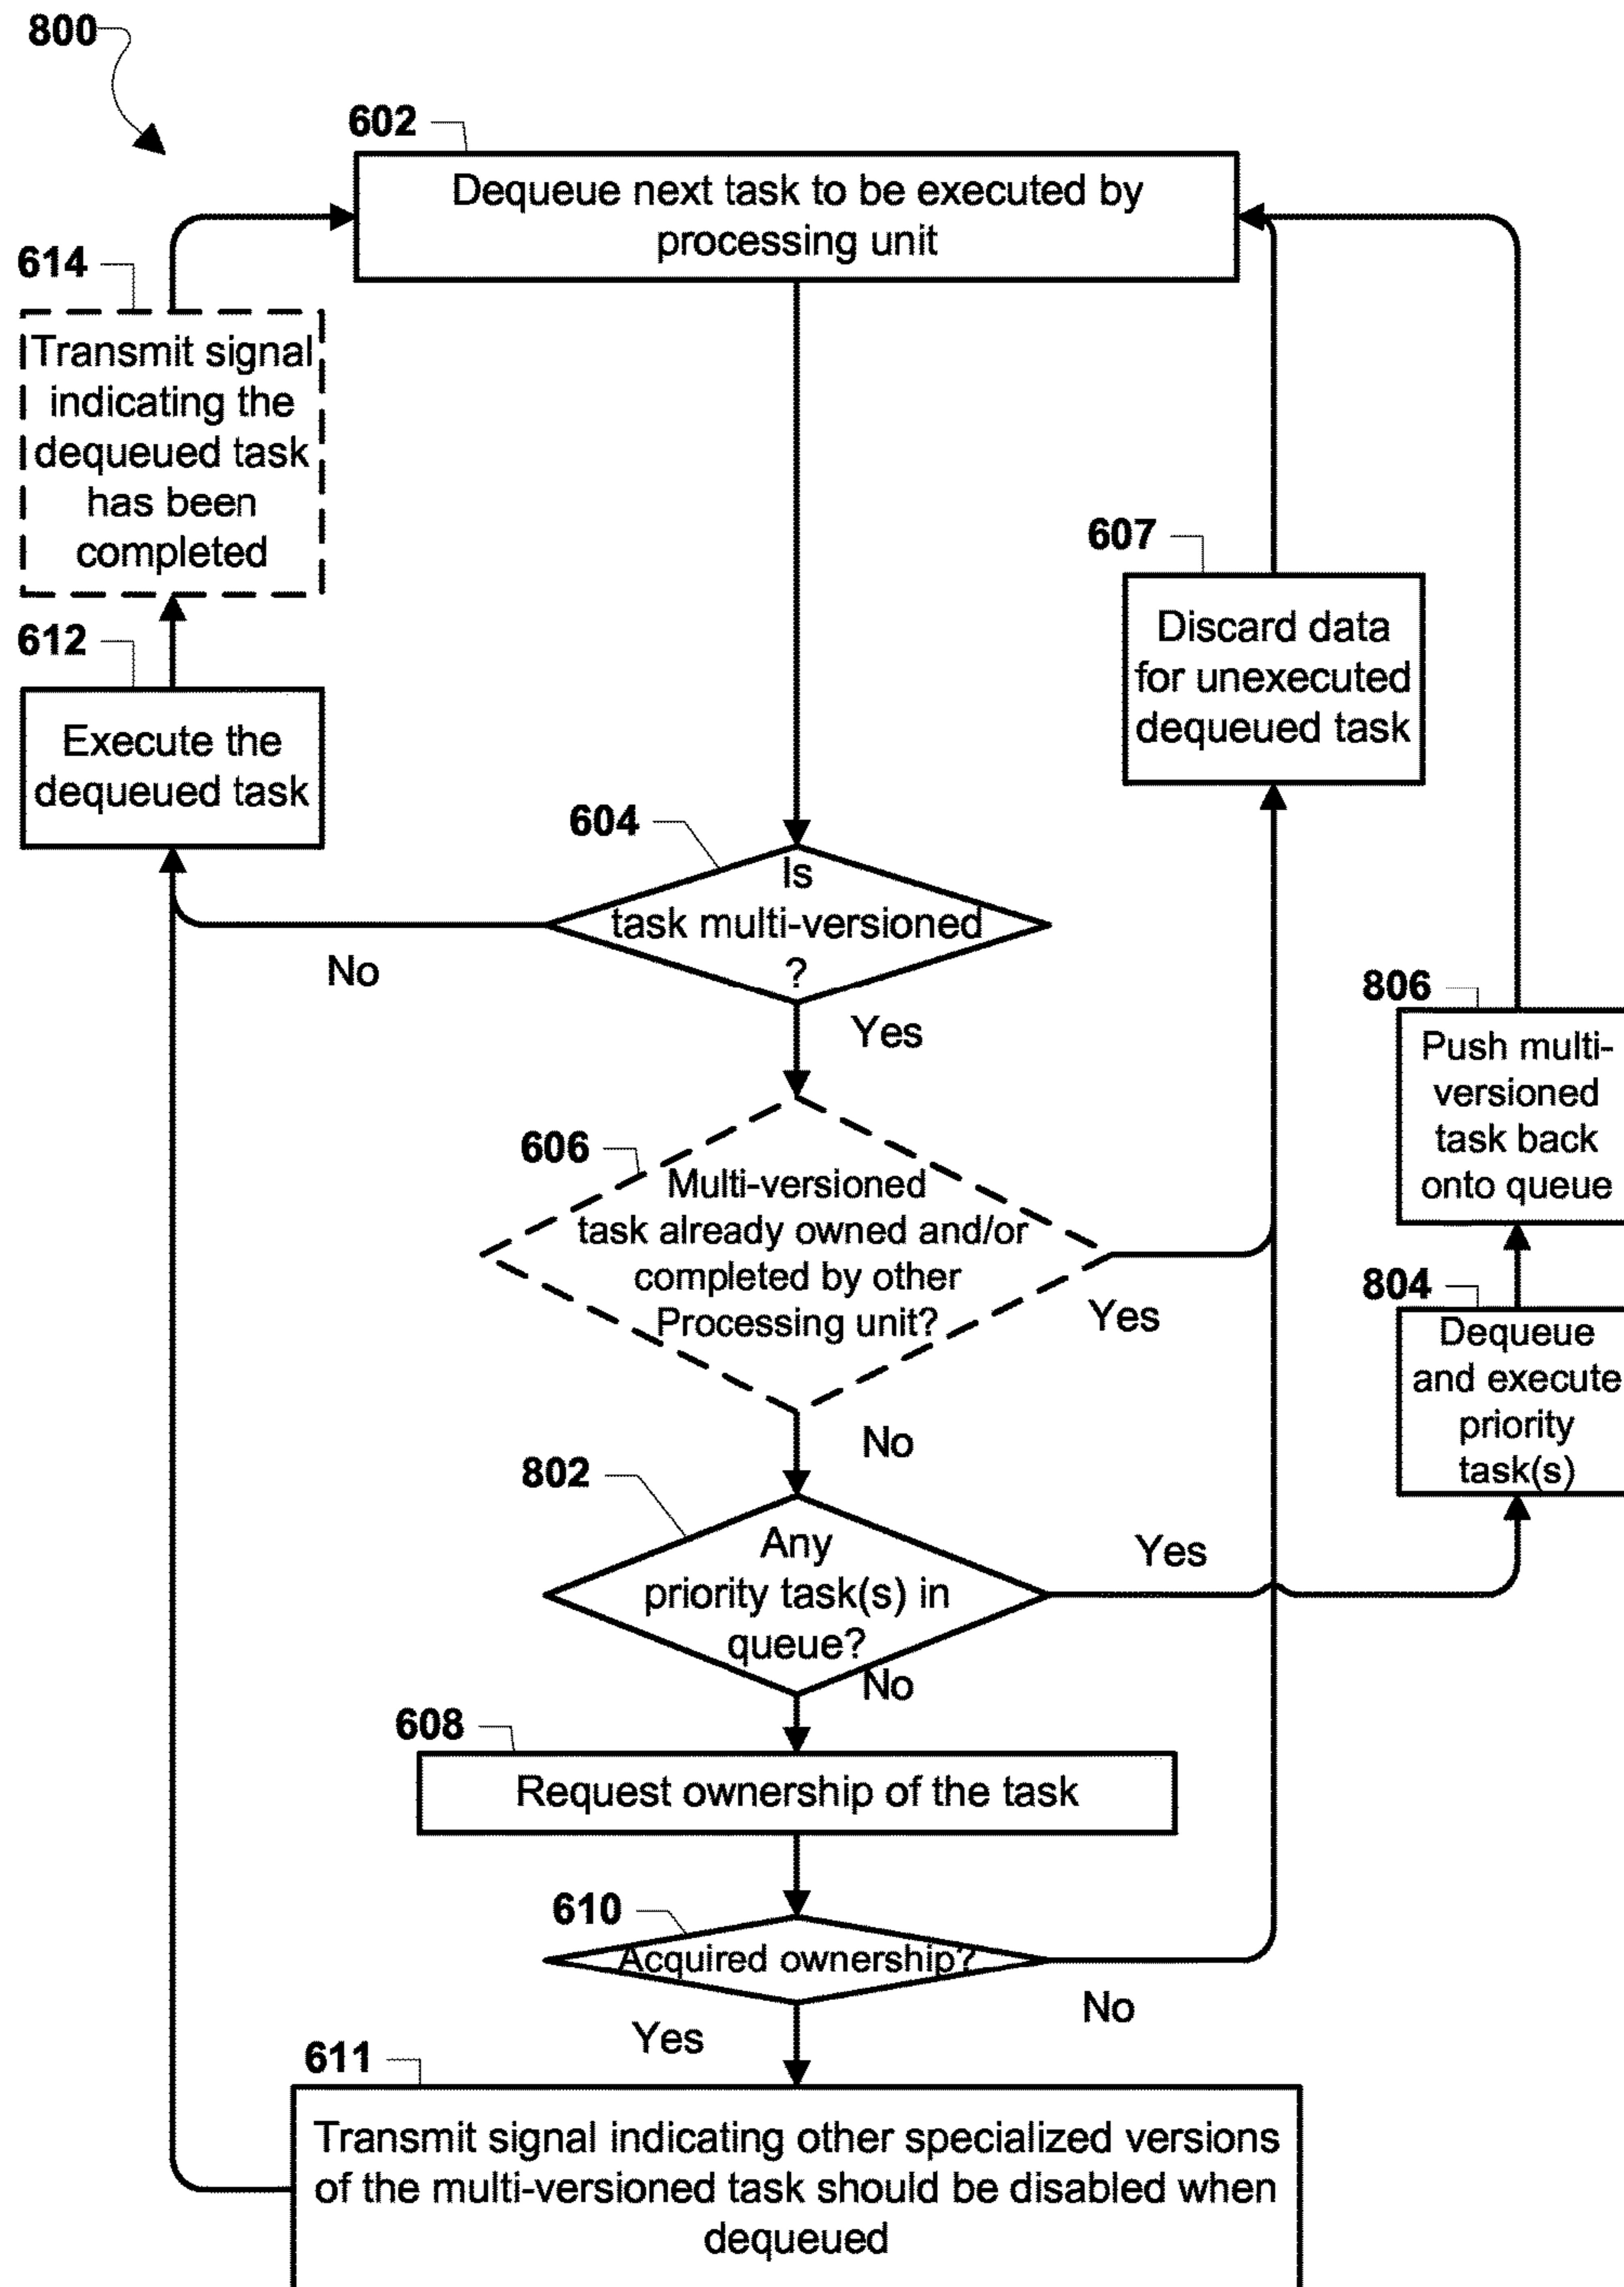 800
602
Dequeue next task to be executed by
processing unit
614
Transmit signal
indicating the
dequeued task
has been
completed
607
Discard data
for unexecuted
dequeued task
612
Execute the
dequeued task
604
Is
task multi-versioned
?
No
Yes
806
Push multi-
versioned
task back
onto queue
606
Multi-versioned
task already owned and/or
completed by other
Processing unit?
Yes
No
804
Dequeue
and execute
priority
task(s)
802
Any
priority task(s) in
queue?
Yes
No
608
Request ownership of the task
610
Acquired ownership?
No
Yes
611
Transmit signal indicating other specialized versions
of the multi-versioned task should be disabled when
dequeued